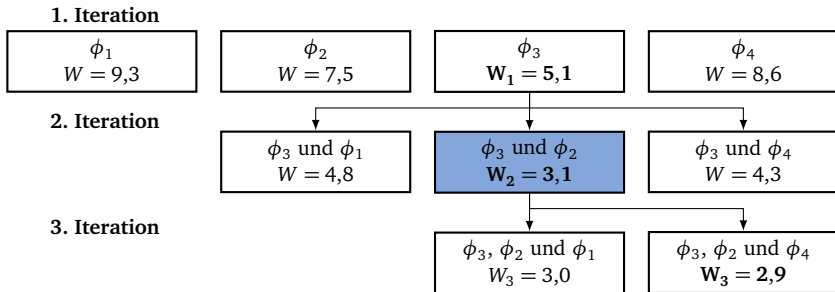 1. Iteration
ϕ₁
W = 9,3
ϕ₂
W = 7,5
ϕ₃
W₁ = 5,1
ϕ₄
W = 8,6
2. Iteration
ϕ₃ und ϕ₁
W = 4,8
ϕ₃ und ϕ₂
W₂ = 3,1
ϕ₃ und ϕ₄
W = 4,3
3. Iteration
ϕ₃, ϕ₂ und ϕ₁
W₃ = 3,0
ϕ₃, ϕ₂ und ϕ₄
W₃ = 2,9